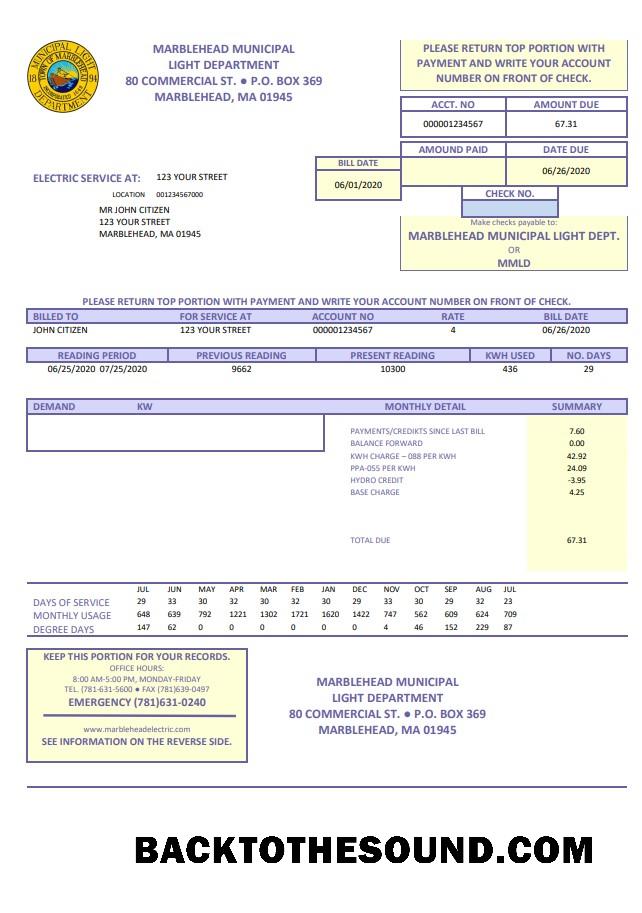 MUNICIPAL LIGHT DEPARTMENT
TOWN OF MARBLEHEAD
18 94
MARBLEHEAD MUNICIPAL
LIGHT DEPARTMENT
80 COMMERCIAL ST. ● P.O. BOX 369
MARBLEHEAD, MA 01945
PLEASE RETURN TOP PORTION WITH
PAYMENT AND WRITE YOUR ACCOUNT
NUMBER ON FRONT OF CHECK.
ACCT. NO AMOUNT DUE
000001234567 67.31
AMOUND PAID DATE DUE
06/26/2020
BILL DATE
06/01/2020
CHECK NO.
ELECTRIC SERVICE AT: 123 YOUR STREET
LOCATION 001234567000
MR JOHN CITIZEN
123 YOUR STREET
MARBLEHEAD, MA 01945
Make checks payable to:
MARBLEHEAD MUNICIPAL LIGHT DEPT.
OR
MMLD
PLEASE RETURN TOP PORTION WITH PAYMENT AND WRITE YOUR ACCOUNT NUMBER ON FRONT OF CHECK.
BILLED TO FOR SERVICE AT ACCOUNT NO RATE BILL DATE
JOHN CITIZEN 123 YOUR STREET 000001234567 4 06/26/2020
READING PERIOD PREVIOUS READING PRESENT READING KWH USED NO. DAYS
06/25/2020 07/25/2020 9662 10300 436 29
DEMAND KW MONTHLY DETAIL SUMMARY
PAYMENTS/CREDIKTS SINCE LAST BILL 7.60
BALANCE FORWARD 0.00
KWH CHARGE – 088 PER KWH 42.92
PPA-055 PER KWH 24.09
HYDRO CREDIT -3.95
BASE CHARGE 4.25
TOTAL DUE 67.31
JUL JUN MAY APR MAR FEB JAN DEC NOV OCT SEP AUG JUL
DAYS OF SERVICE 29 33 30 32 30 32 30 29 33 30 29 32 23
MONTHLY USAGE 648 639 792 1221 1302 1721 1620 1422 747 562 609 624 709
DEGREE DAYS 147 62 0 0 0 0 0 0 4 46 152 229 87
KEEP THIS PORTION FOR YOUR RECORDS.
OFFICE HOURS:
8:00 AM-5:00 PM, MONDAY-FRIDAY
TEL. (781-631-5600 ● FAX (781)639-0497
EMERGENCY (781)631-0240
www.marbleheadelectric.com
SEE INFORMATION ON THE REVERSE SIDE.
MARBLEHEAD MUNICIPAL
LIGHT DEPARTMENT
80 COMMERCIAL ST. ● P.O. BOX 369
MARBLEHEAD, MA 01945
BACKTOTHESOUND.COM